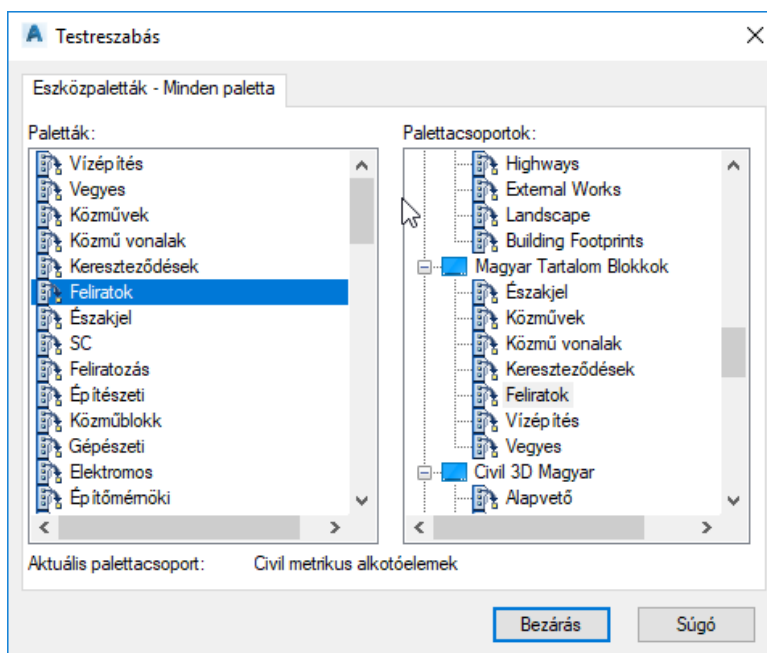 Testreszabás
Eszközpaletták - Minden paletta
Paletták:
Vízépítés
Vegyes
Közművek
Közmű vonalak
Kereszteződések
Feliratok
Északjel
SC
Feliratozás
Építészeti
Közműblokk
Gépészeti
Elektromos
Építőmérnöki
Palettacsoportok:
Highways
External Works
Landscape
Building Footprints
Magyar Tartalom Blokkok
Északjel
Közművek
Közmű vonalak
Kereszteződések
Feliratok
Vízépítés
Vegyes
Civil 3D Magyar
Alapvető
Aktuális palettacsoport: Civil metrikus alkotóelemek
Bezárás
Súgó